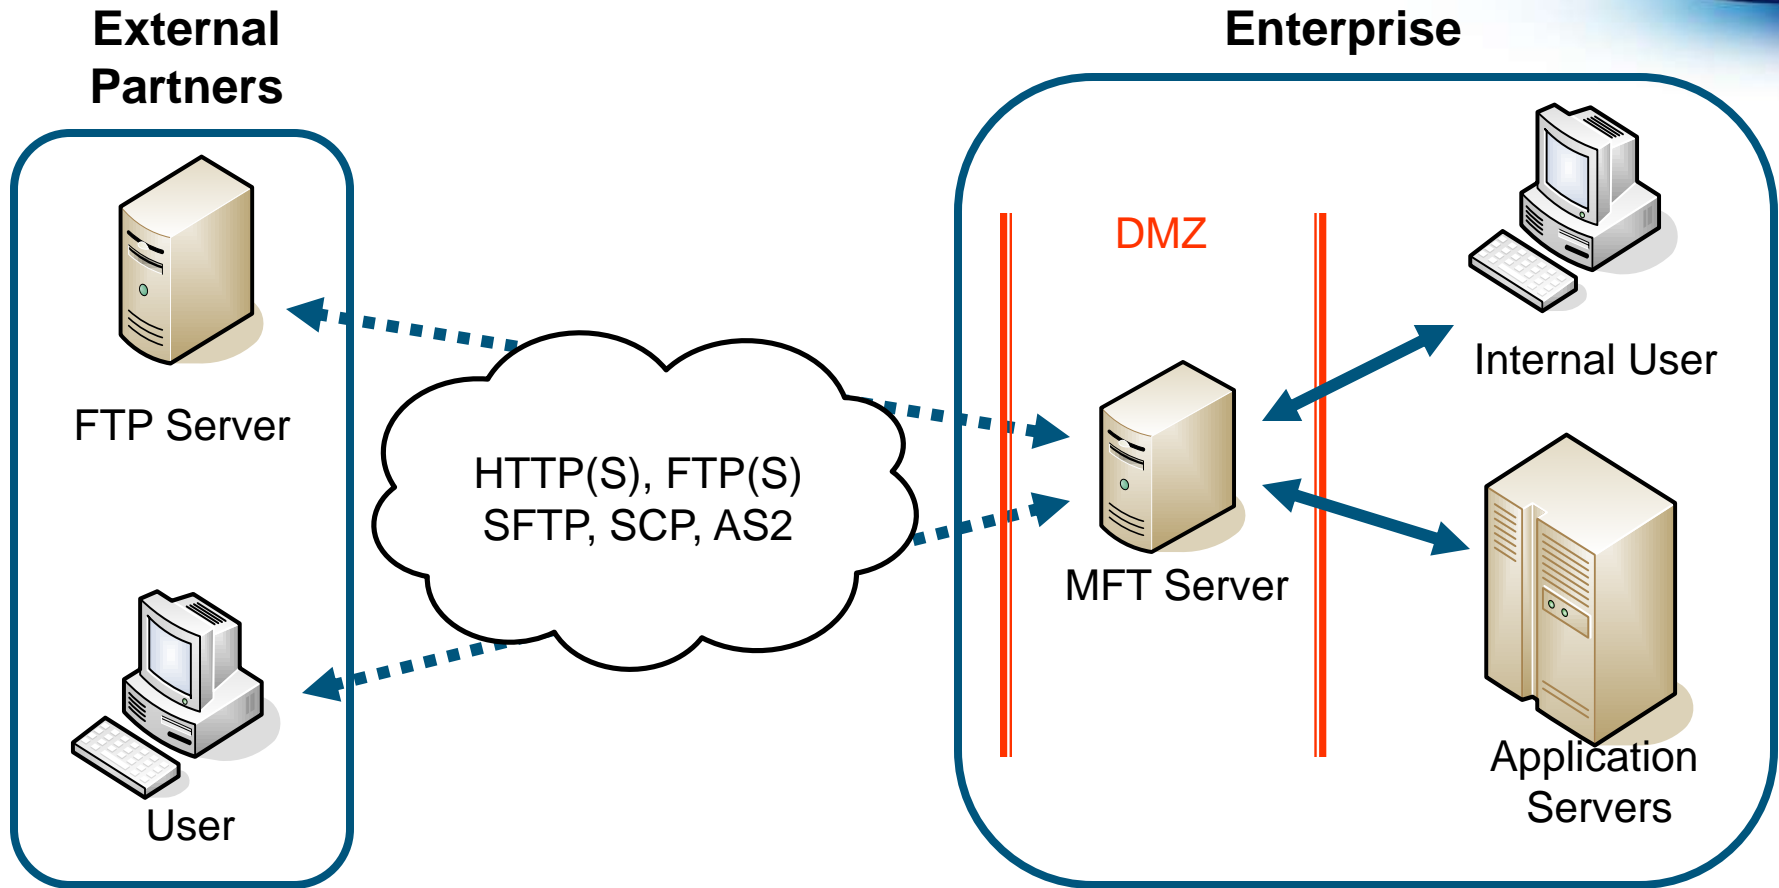 External
Partners
FTP Server
User
HTTP(S), FTP(S)
SFTP, SCP, AS2
Enterprise
DMZ
MFT Server
Internal User
Application
Servers